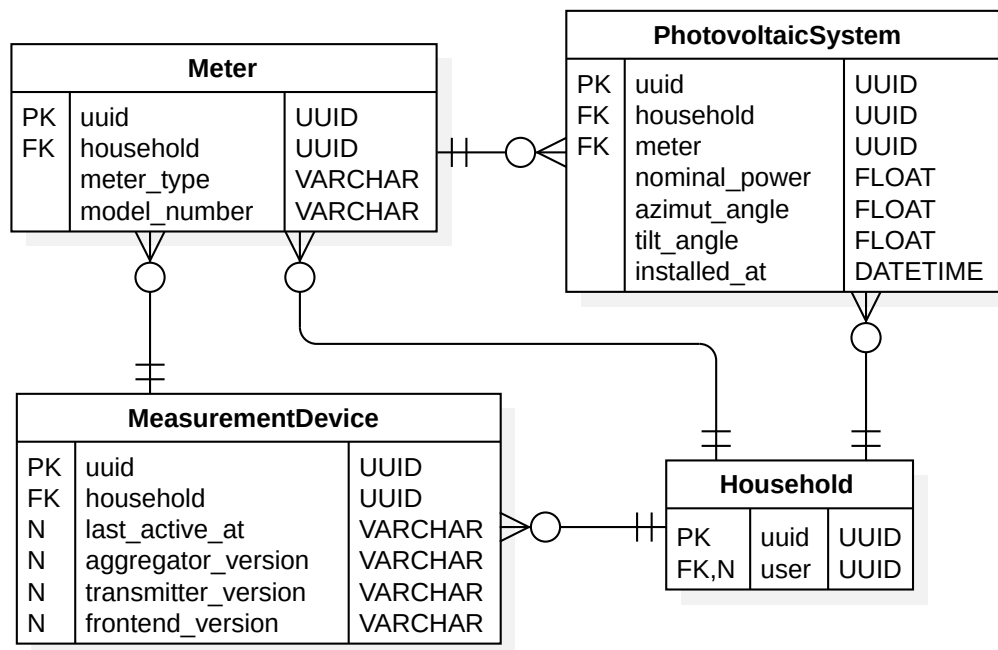 Meter
PK uuid UUID
FK household UUID
meter_type VARCHAR
model_number VARCHAR
PhotovoltaicSystem
PK uuid UUID
FK household UUID
FK meter UUID
nominal_power FLOAT
azimut_angle FLOAT
tilt_angle FLOAT
installed_at DATETIME
MeasurementDevice
PK uuid UUID
FK household UUID
N last_active_at VARCHAR
N aggregator_version VARCHAR
N transmitter_version VARCHAR
N frontend_version VARCHAR
Household
PK uuid UUID
FK,N user UUID